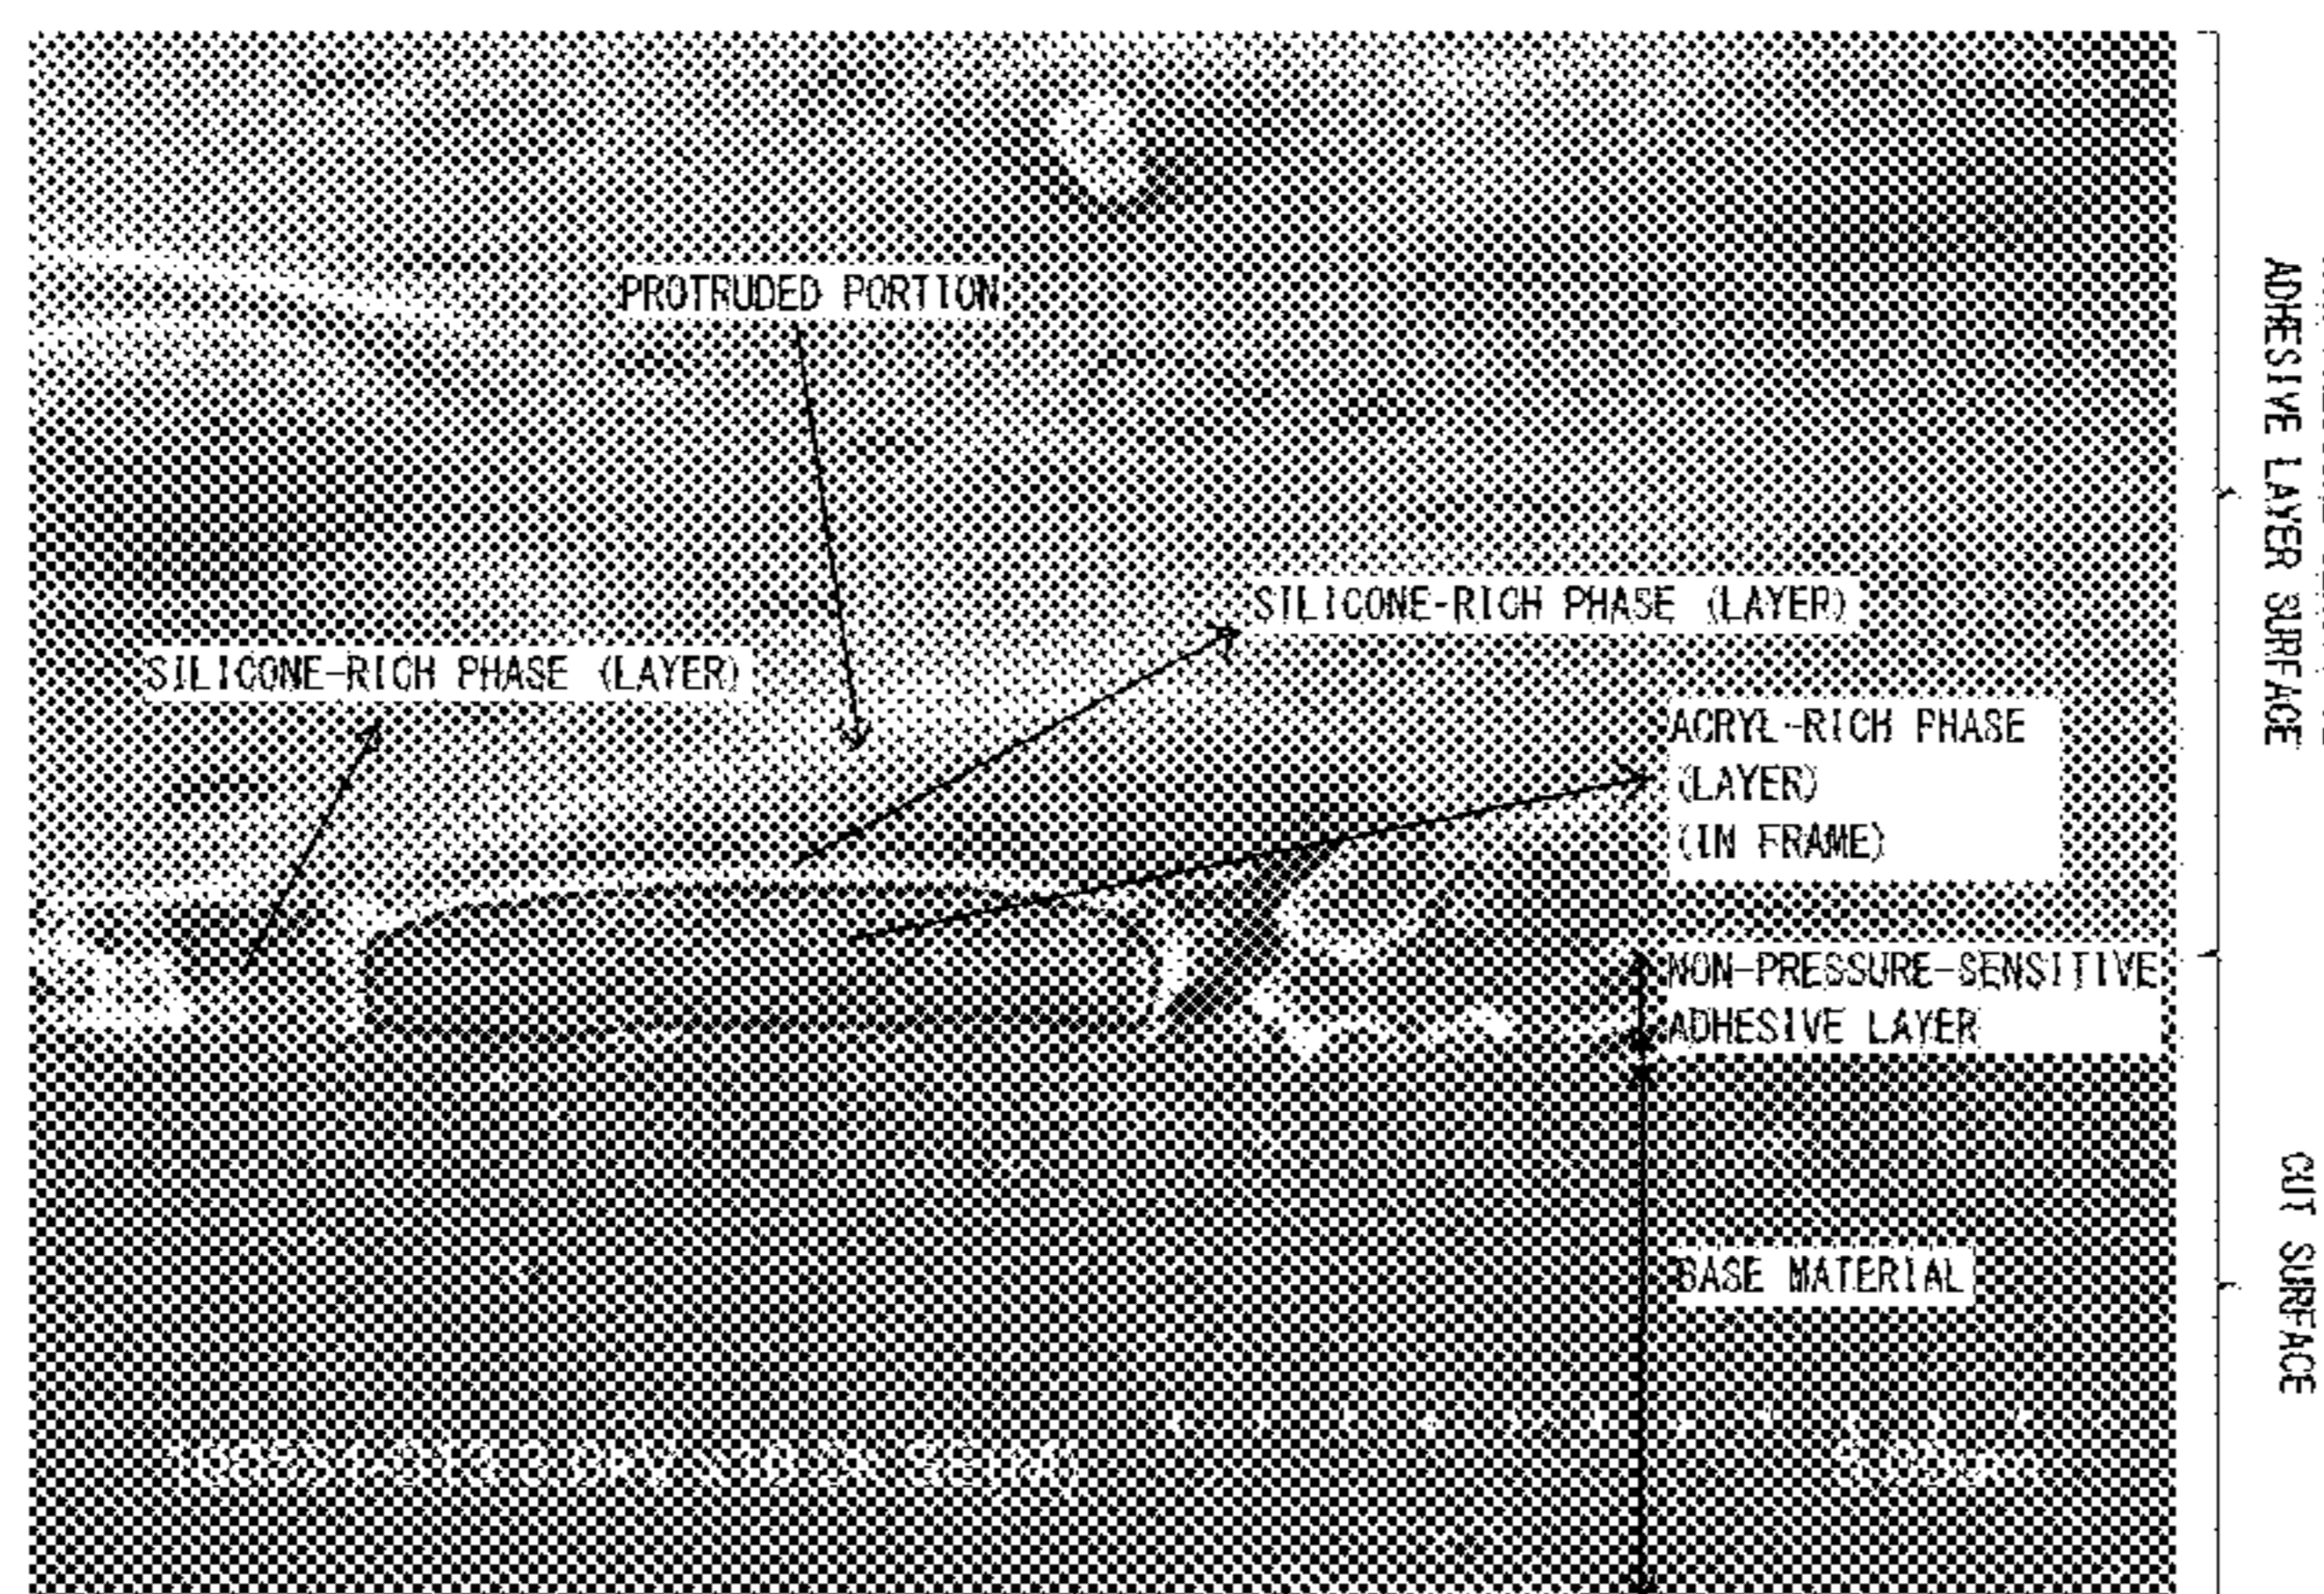 PROTRUDED PORTION
SILICONE-RICH PHASE (LAYER)
SILICONE-RICH PHASE (LAYER)
ACRYL-RICH PHASE
(LAYER)
(IN FRAME)
NON-PRESSURE-SENSITIVE
ADHESIVE LAYER
BASE MATERIAL
ADHESIVE LAYER SURFACE
CUT SURFACE